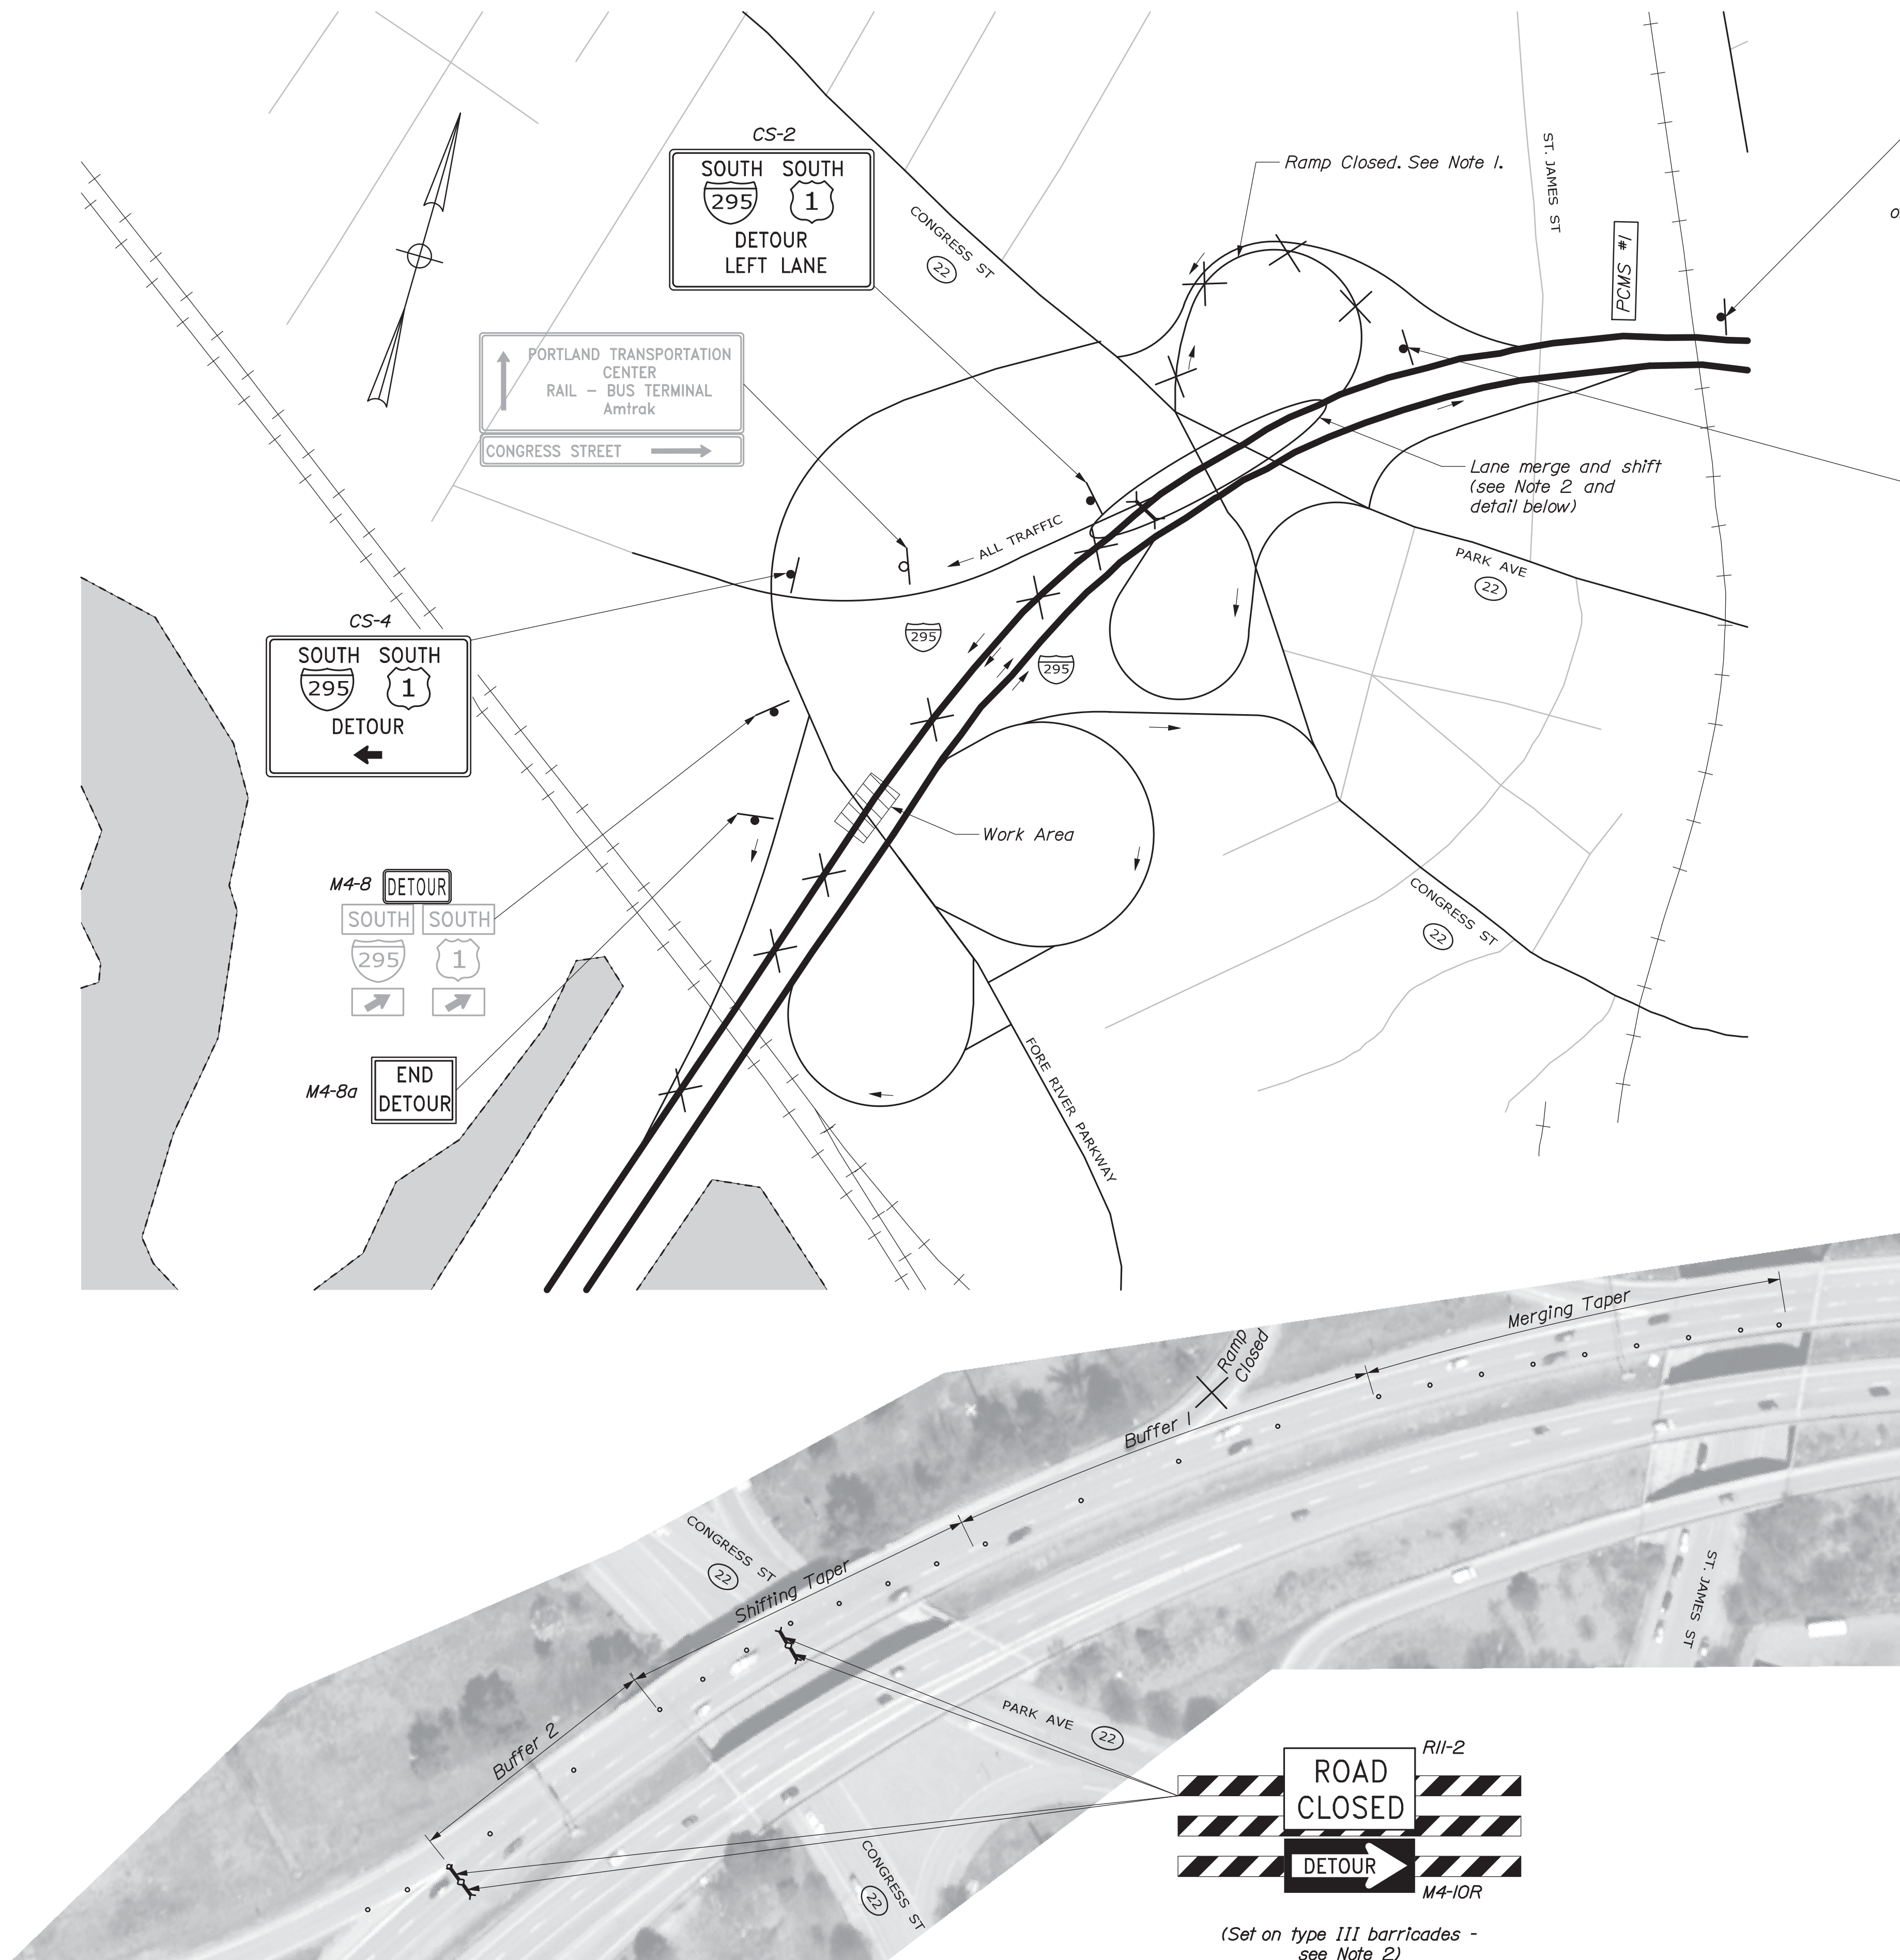 CS-2
SOUTH SOUTH
295 1
DETOUR
LEFT LANE
Ramp Closed. See Note 1.
ST. JAMES ST
PCMS #1
CONGRESS ST
22
PORTLAND TRANSPORTATION
CENTER
RAIL – BUS TERMINAL
Amtrak
CONGRESS STREET
Lane merge and shift
(see Note 2 and
detail below)
ALL TRAFFIC
PARK AVE
22
CS-4
SOUTH SOUTH
295 1
DETOUR
295
295
Work Area
M4-8 DETOUR
SOUTH SOUTH
295 1
CONGRESS ST
22
M4-8a
END
DETOUR
FORE RIVER PARKWAY
Merging Taper
Ramp
Closed
Buffer 1
CONGRESS ST
22
Shifting Taper
ST. JAMES ST
Buffer 2
PARK AVE 22
CONGRESS ST
22
R11-2
ROAD
CLOSED
DETOUR
M4-10R
(Set on type III barricades -
see Note 2)